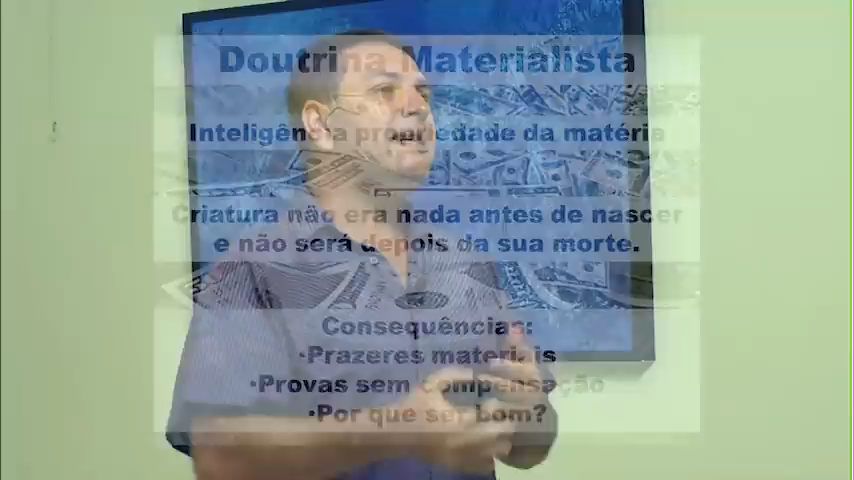 Doutrina Materialista
Inteligência propriedade da matéria
Criatura não era nada antes de nascer
e não será depois da sua morte.
Consequências:
•Prazeres materiais
•Provas sem compensação
•Por que ser bom?